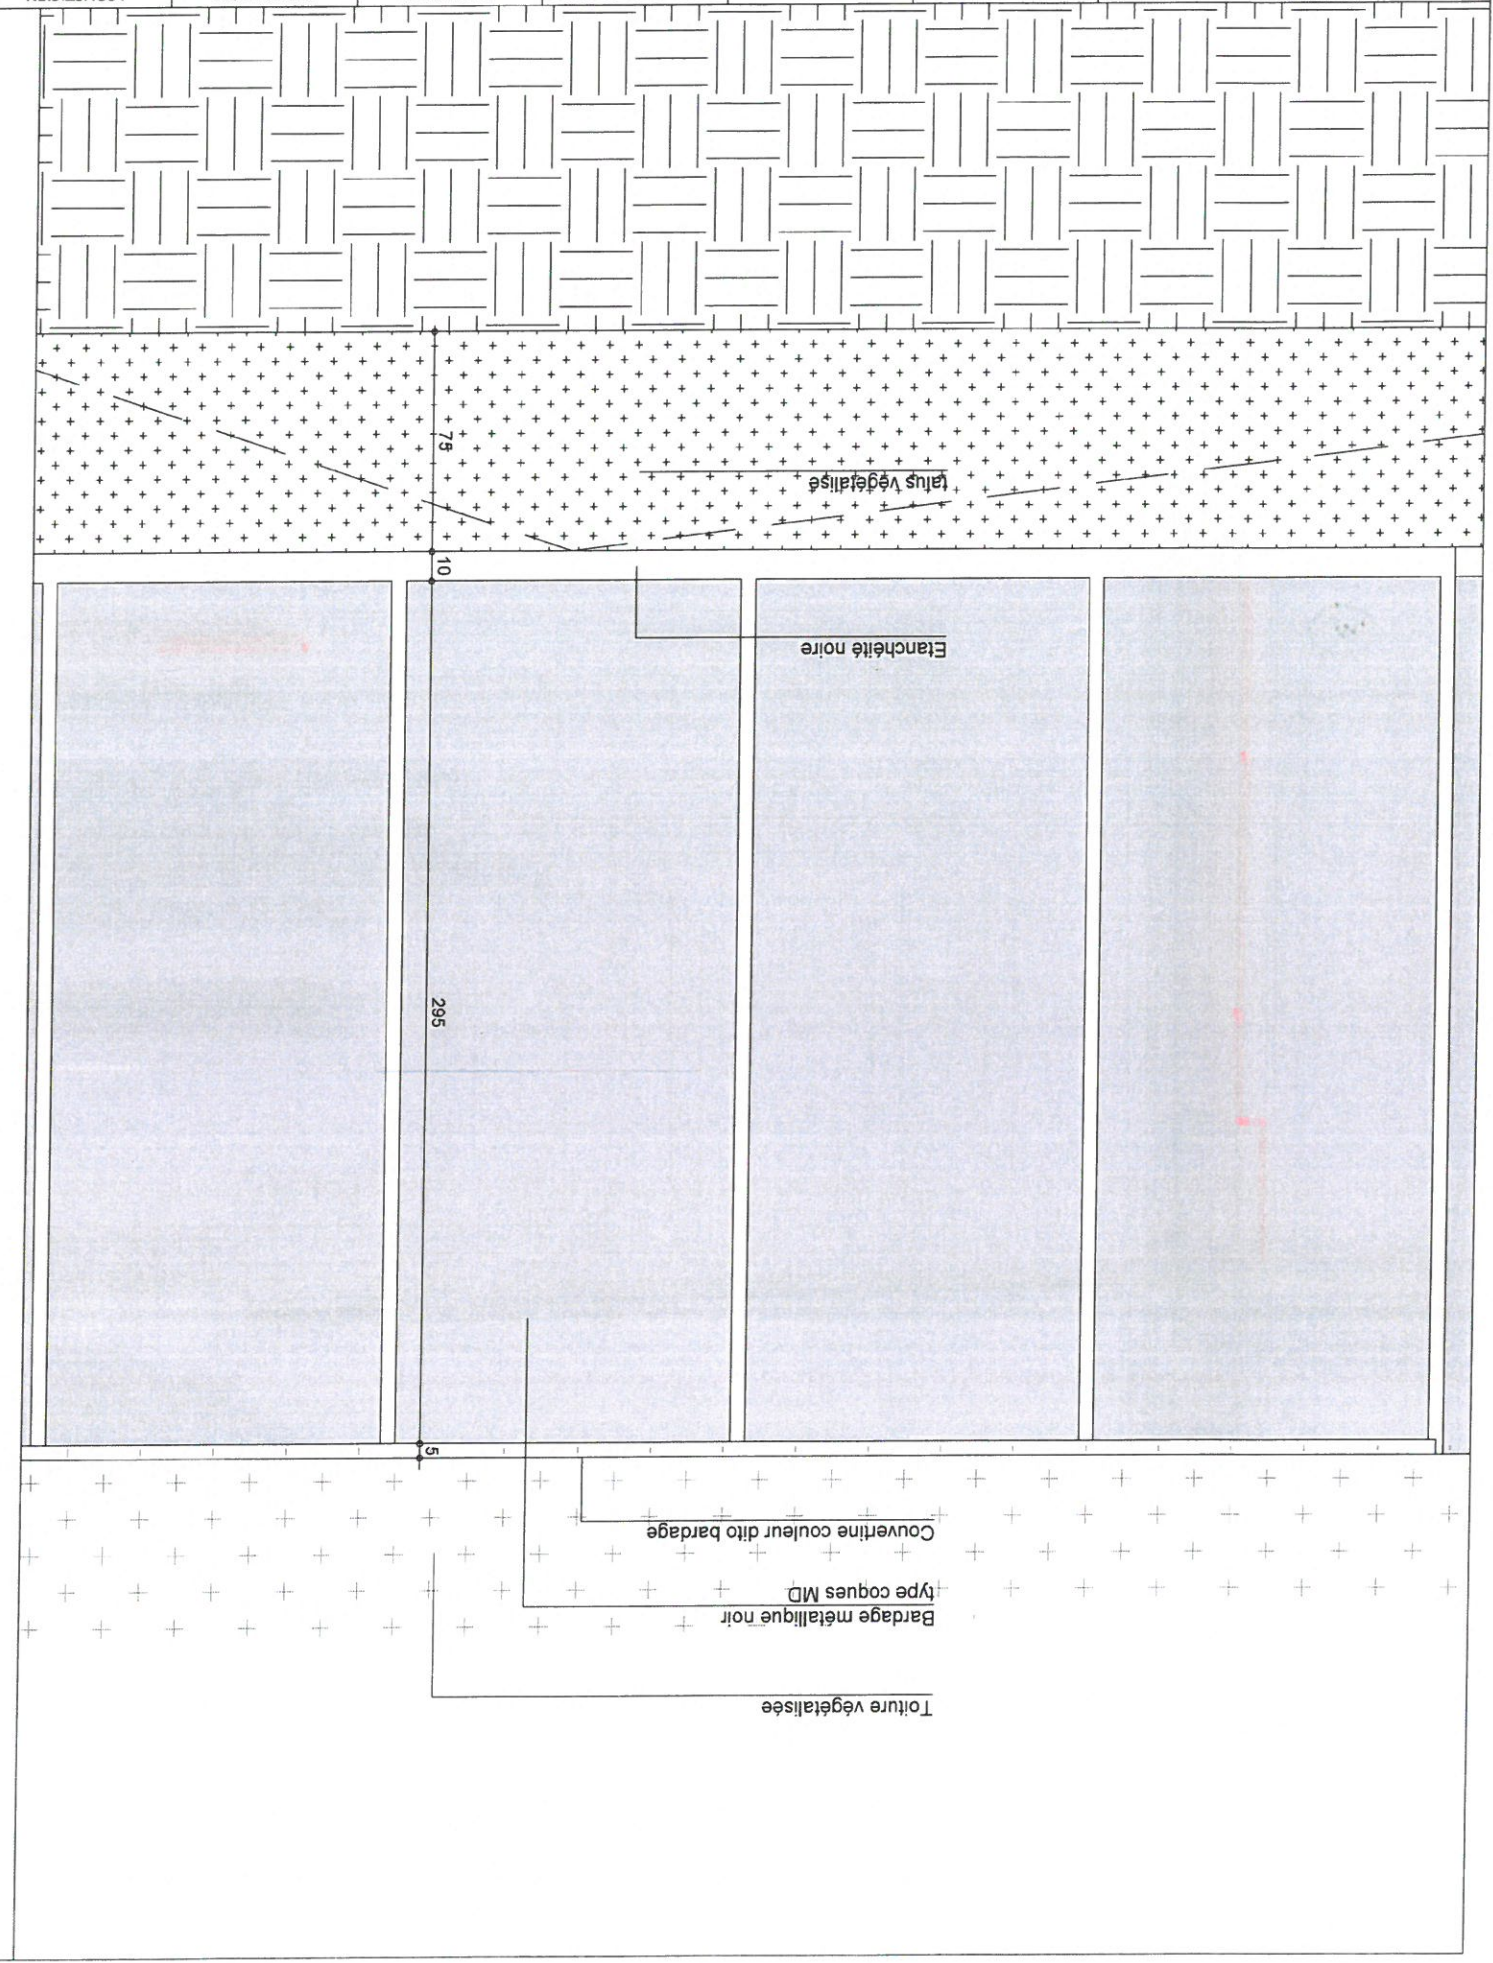 Toiture végétalisée
Bardage métallique noir
type coques MD
Couvertine couleur dito bardage
5
295
Etanchéité noire
10
talus végétalisé
75